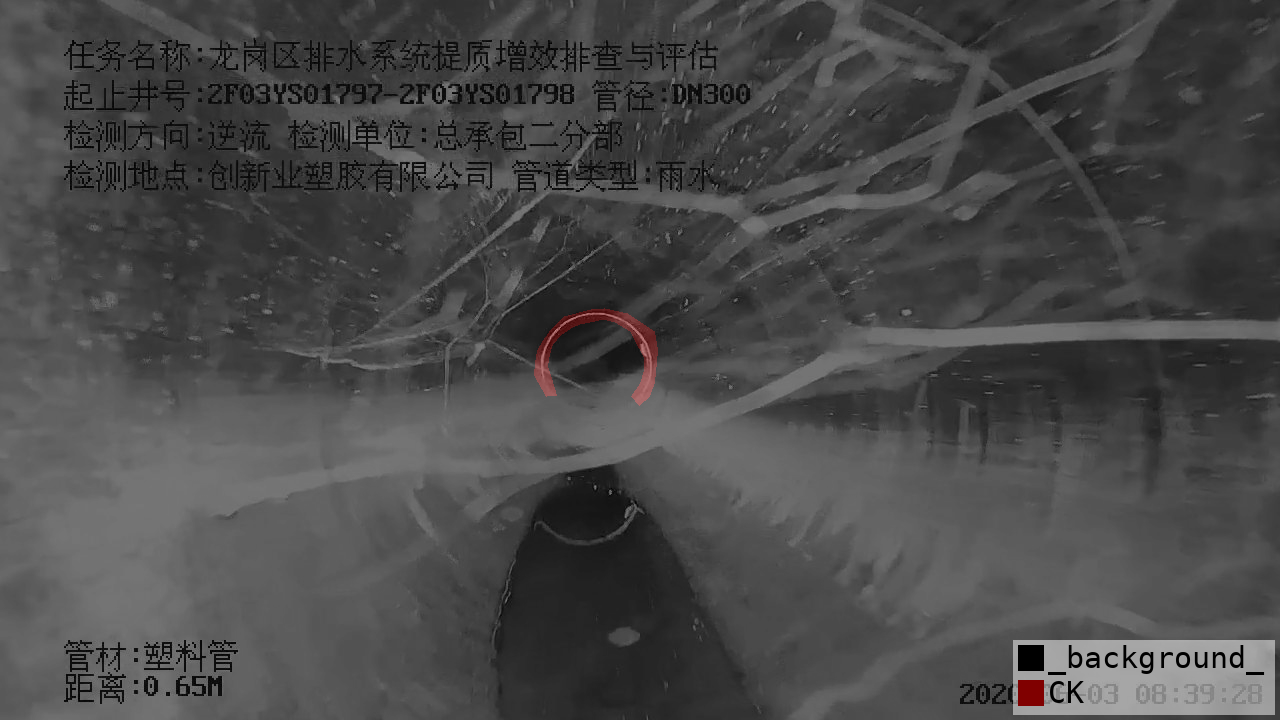 任务名称:龙岗区排水系统提质增效排查与评估
起止井号:2F03YS01797-2F03YS01798 管径:DN300
检测方向:逆流 检测单位:总承包二分部
检测地点:创新业塑胶有限公司 管道类型:雨水
管材:塑料管
距离:0.65M
_background_
CK
08:39:28